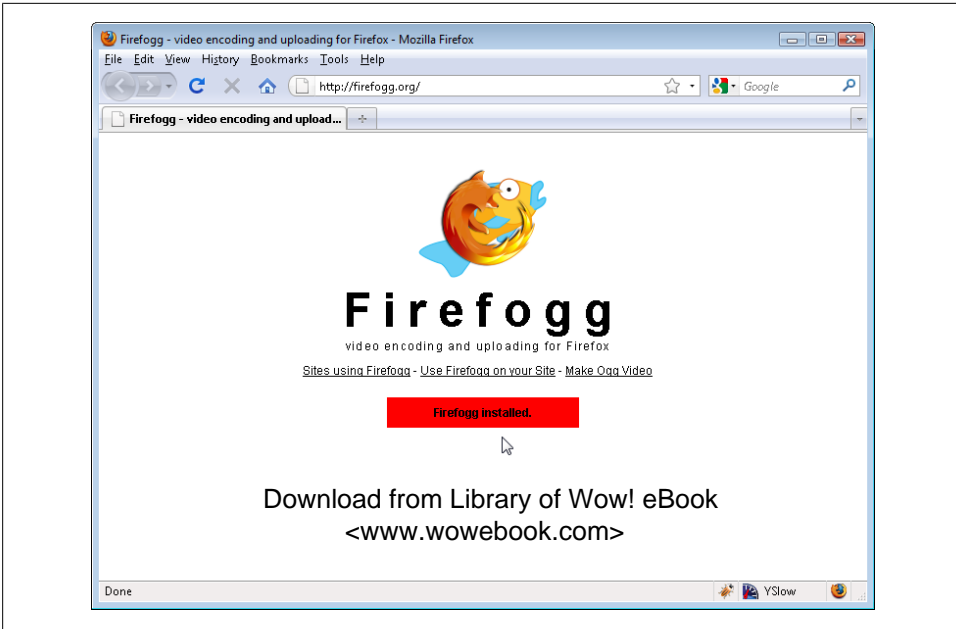 Firefogg - video encoding and uploading for Firefox - Mozilla Firefox
File Edit View History Bookmarks Tools Help
http://firefogg.org/
Google
Firefogg - video encoding and upload...
Firefogg
video encoding and uploading for Firefox
Sites using Firefogg - Use Firefogg on your Site - Make Ogg Video
Firefogg installed.
Download from Library of Wow! eBook
<www.wowebook.com>
Done
YSlow